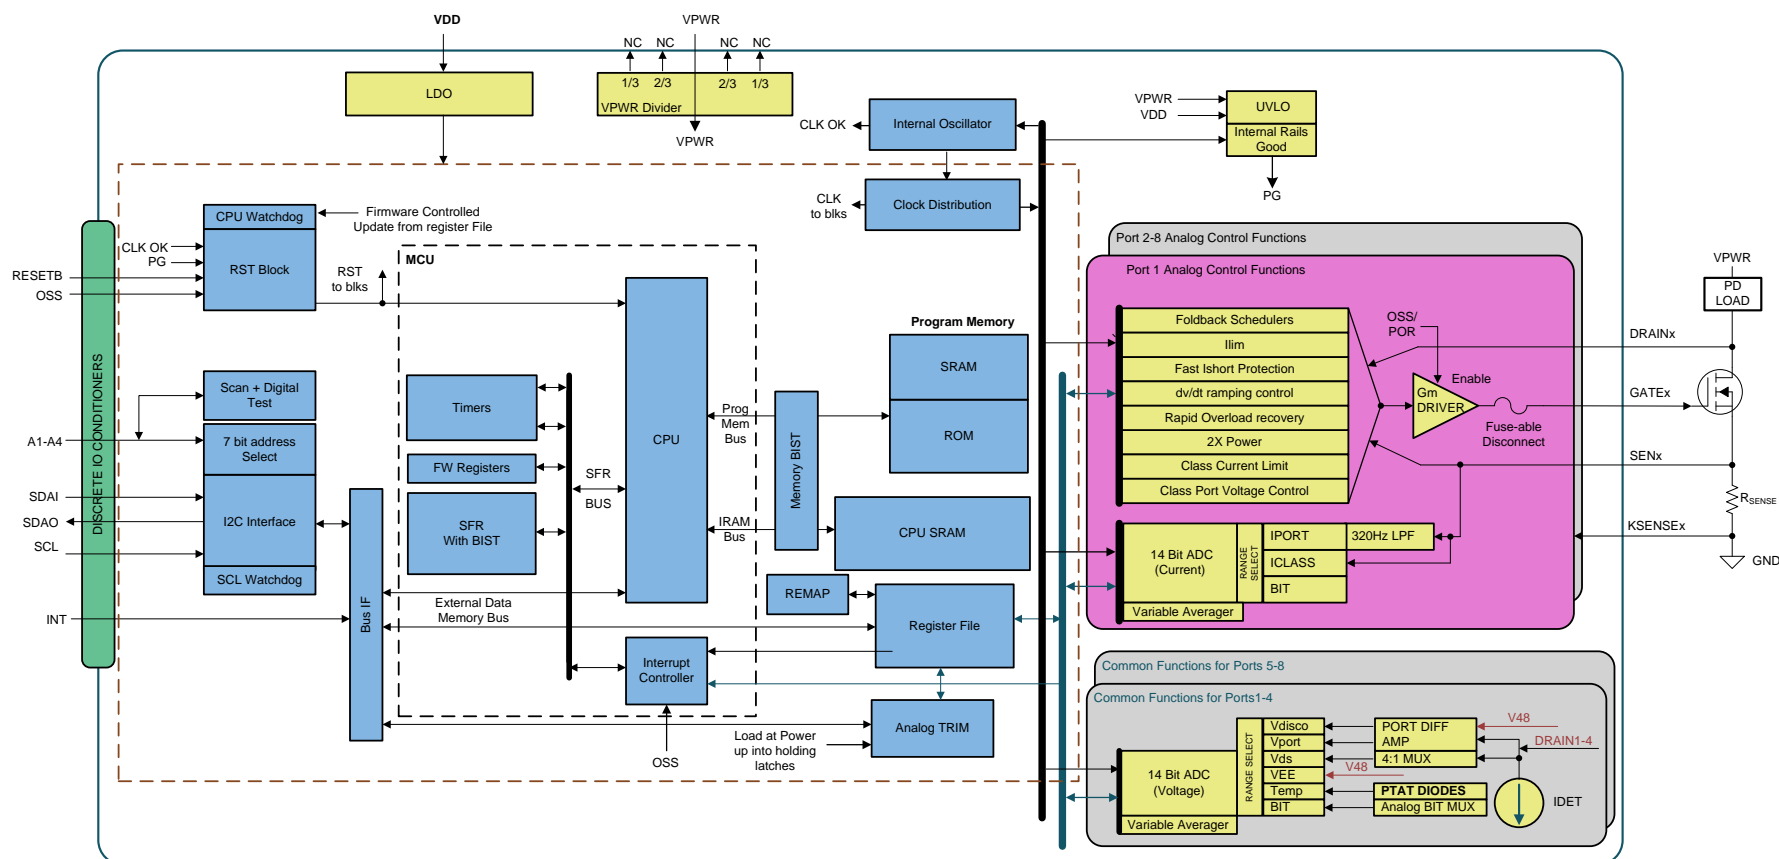 VDD
VPWR
NC
NC
NC
NC
LDO
1/3
2/3
2/3
1/3
VPWR Divider
VPWR
CLK OK
Internal Oscillator
VPWR
VDD
UVLO
Internal Rails
Good
PG
CLK
to blks
Clock Distribution
CPU Watchdog
Firmware Controlled
Update from register File
CLK OK
PG
RESETB
OSS
RST Block
RST
to blks
MCU
DISCRETE IO CONDITIONERS
Scan + Digital
Test
A1-A4
7 bit address
Select
SDAI
SDAO
I2C Interface
SCL
SCL Watchdog
INT
Bus IF
Timers
FW Registers
SFR
With BIST
SFR
BUS
CPU
External Data
Memory Bus
Interrupt
Controller
OSS
Prog
Mem
Bus
IRAM
Bus
Memory BIST
Program Memory
SRAM
ROM
CPU SRAM
REMAP
Register File
Analog TRIM
Load at Power
up into holding
latches
Port 2-8 Analog Control Functions
Port 1 Analog Control Functions
Foldback Schedulers
Ilim
Fast Ishort Protection
dv/dt ramping control
Rapid Overload recovery
2X Power
Class Current Limit
Class Port Voltage Control
OSS/
POR
Enable
Gm
DRIVER
Fuse-able
Disconnect
VPWR
PD
LOAD
DRAINx
GATEx
SENx
RSENSE
KSENSEx
GND
14 Bit ADC
(Current)
RANGE
SELECT
IPORT
320Hz LPF
ICLASS
BIT
Variable Averager
Common Functions for Ports 5-8
Common Functions for Ports1-4
14 Bit ADC
(Voltage)
Variable Averager
RANGE SELECT
Vdisco
Vport
Vds
VEE
Temp
BIT
PORT DIFF
AMP
4:1 MUX
V48
DRAIN1-4
V48
PTAT DIODES
Analog BIT MUX
IDET